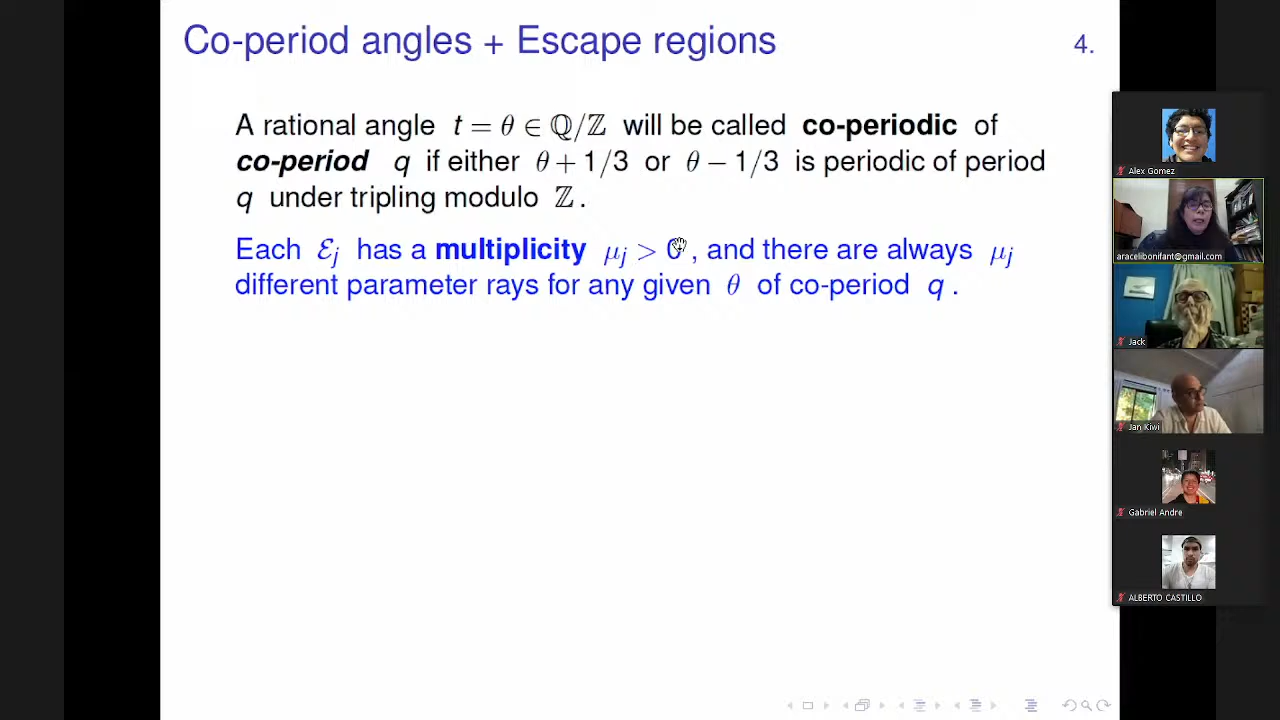 Co-period angles + Escape regions
4.
A rational angle t = θ ∈ ℚ/ℤ will be called co-periodic of
co-period q if either θ + 1/3 or θ − 1/3 is periodic of period
q under tripling modulo ℤ.
Each ℰⱼ has a multiplicity μⱼ > 0, and there are always μⱼ
different parameter rays for any given θ of co-period q.
Alex Gomez
aracelibonifant@gmail.com
Jack
Jan Kiwi
Gabriel Andre
ALBERTO CASTILLO